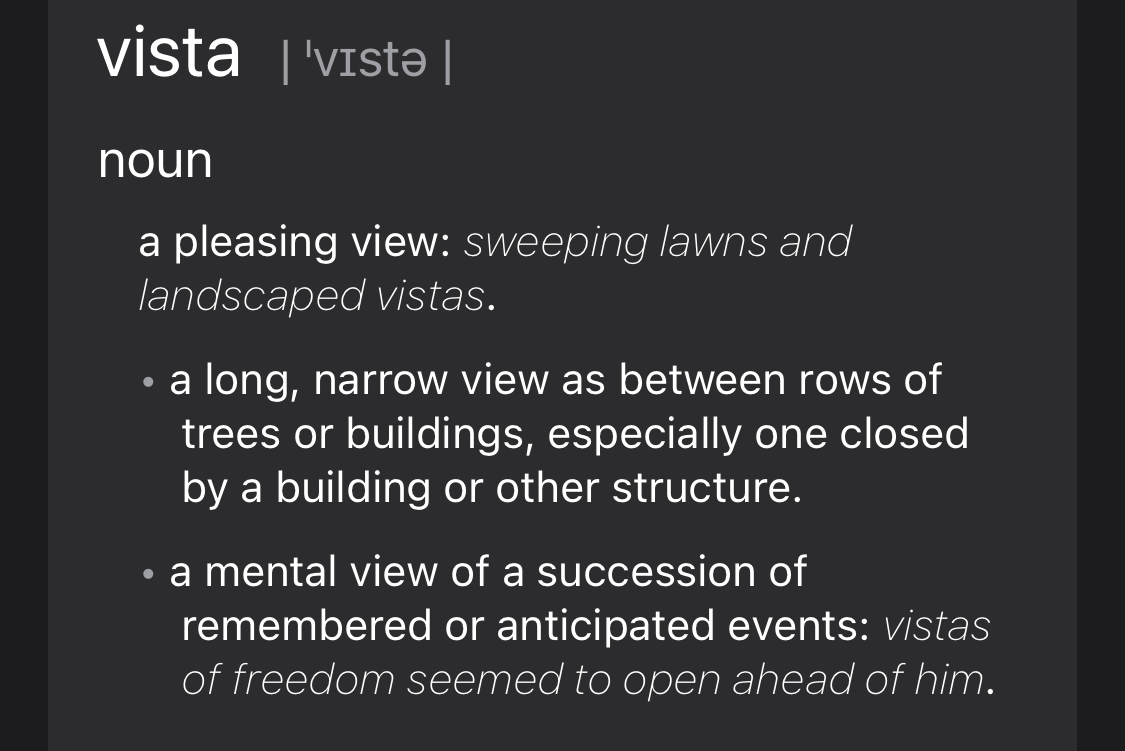 vista | ˈvɪstə |
noun
a pleasing view: sweeping lawns and
landscaped vistas.
• a long, narrow view as between rows of
trees or buildings, especially one closed
by a building or other structure.
• a mental view of a succession of
remembered or anticipated events: vistas
of freedom seemed to open ahead of him.